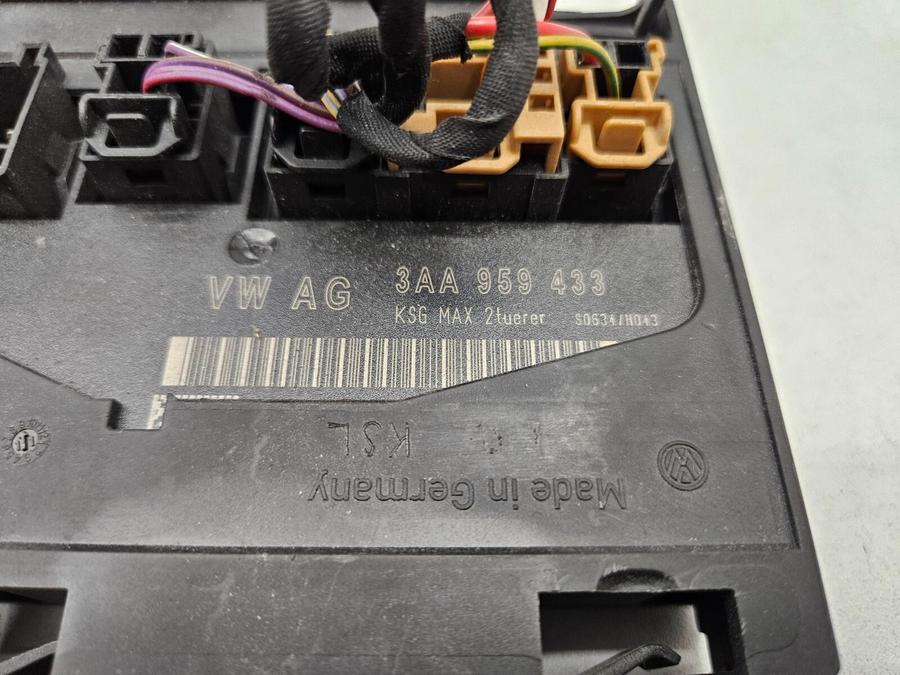 VW AG
3AA 959 433
KSG MAX 2tuerer S0634/H043
KSL
Made in Germany